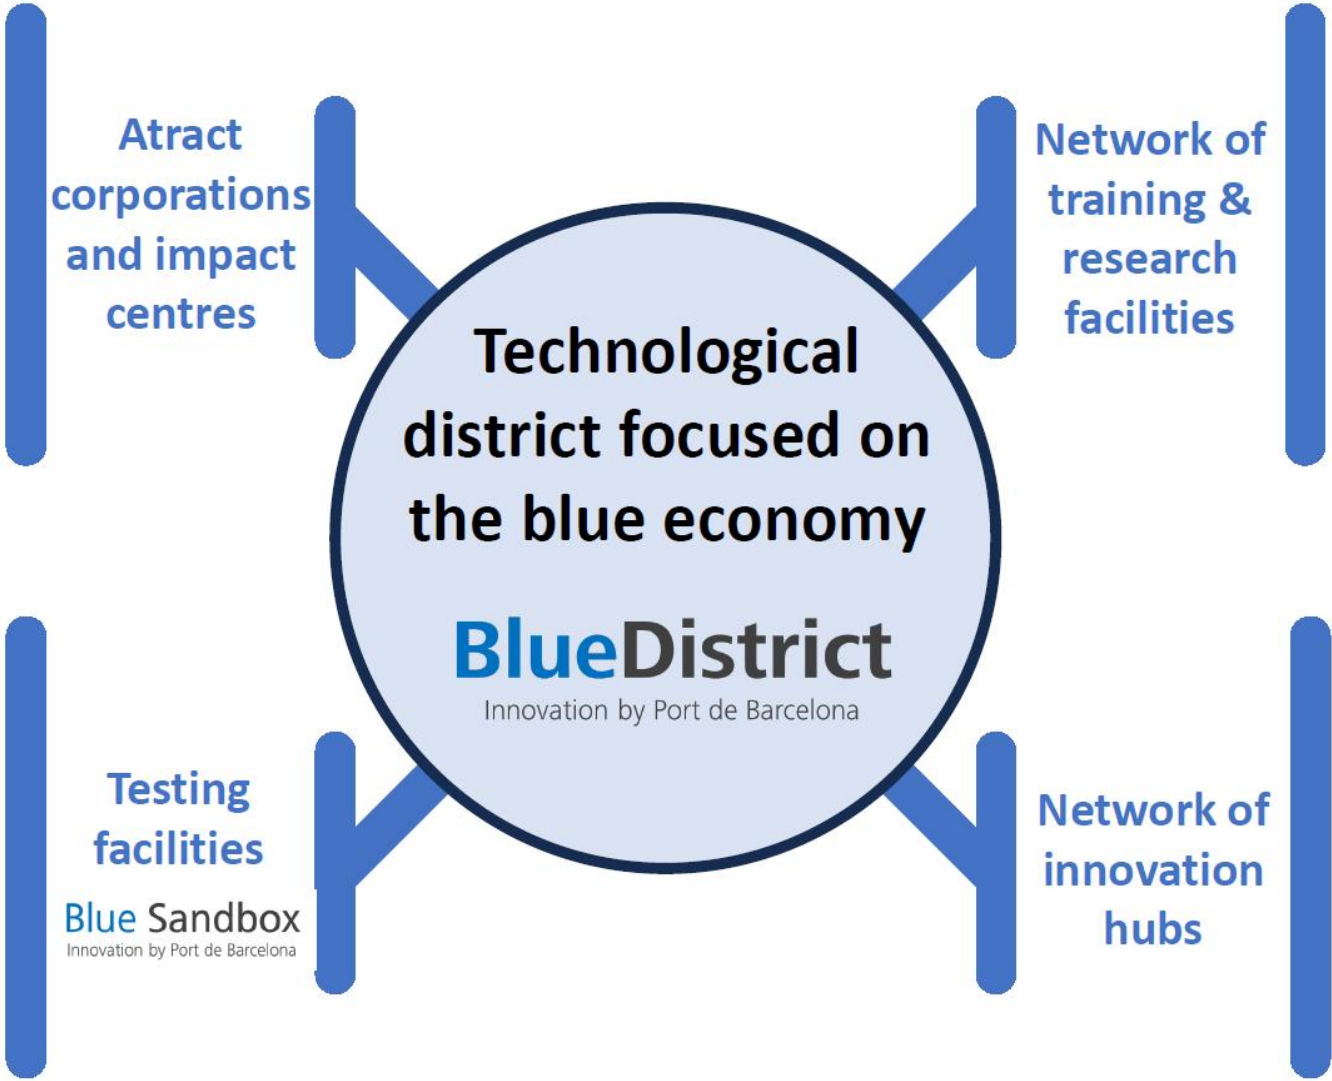 Atract
corporations
and impact
centres
Network of
training &
research
facilities
Technological
district focused on
the blue economy
BlueDistrict
Innovation by Port de Barcelona
Testing
facilities
Blue Sandbox
Innovation by Port de Barcelona
Network of
innovation
hubs